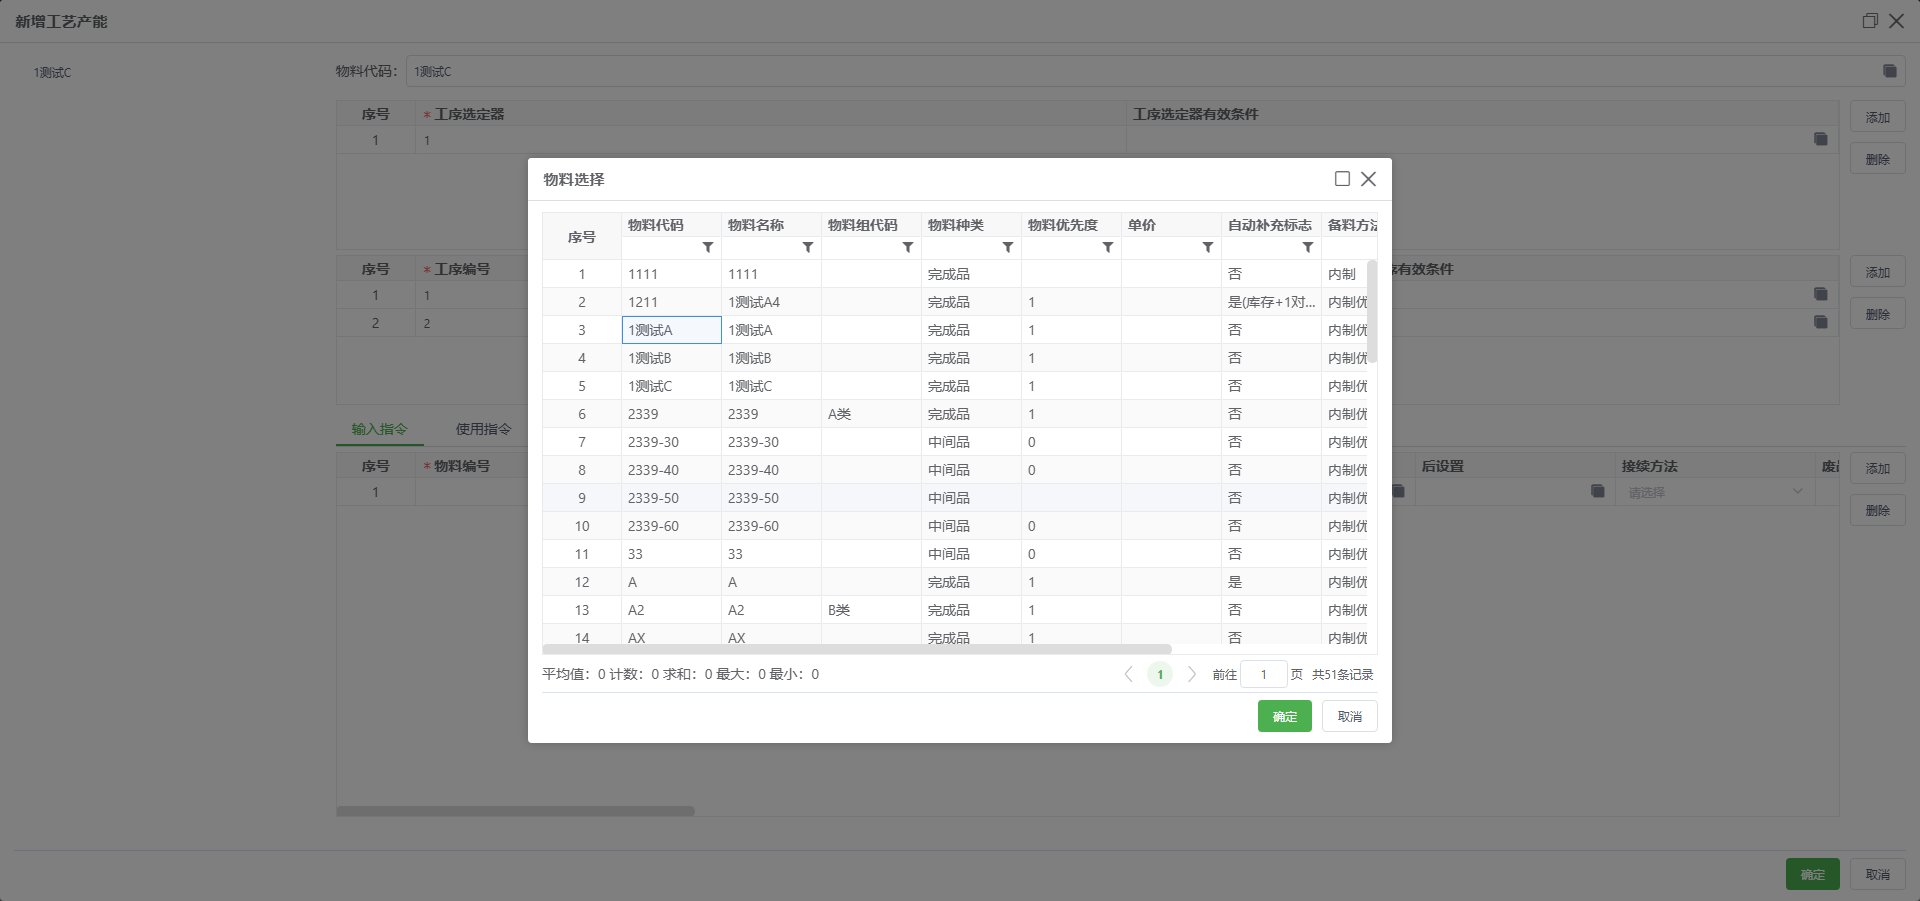 新增工艺产能
1测试C
物料代码： 1测试C
序号 * 工序选定器 工序选定器有效条件
1 1
添加
删除
序号 * 工序编号 有效条件
1 1
2 2
添加
删除
输入指令 使用指令
序号 * 物料编号 后设置 接续方法
1 请选择
添加
删除
确定 取消
物料选择
序号 物料代码 物料名称 物料组代码 物料种类 物料优先度 单价 自动补充标志 备料方法
1 1111 1111 完成品 否 内制
2 1211 1测试A4 完成品 1 是(库存+1对... 内制优
3 1测试A 1测试A 完成品 1 否 内制优
4 1测试B 1测试B 完成品 1 否 内制优
5 1测试C 1测试C 完成品 1 否 内制优
6 2339 2339 A类 完成品 1 否 内制优
7 2339-30 2339-30 中间品 0 否 内制优
8 2339-40 2339-40 中间品 0 否 内制优
9 2339-50 2339-50 中间品 否 内制优
10 2339-60 2339-60 中间品 0 否 内制优
11 33 33 中间品 0 否 内制优
12 A A 完成品 1 是 内制优
13 A2 A2 B类 完成品 1 否 内制优
14 AX AX 完成品 1 否 内制优
平均值：0 计数：0 求和：0 最大：0 最小：0
1 前往 1 页 共51条记录
确定 取消